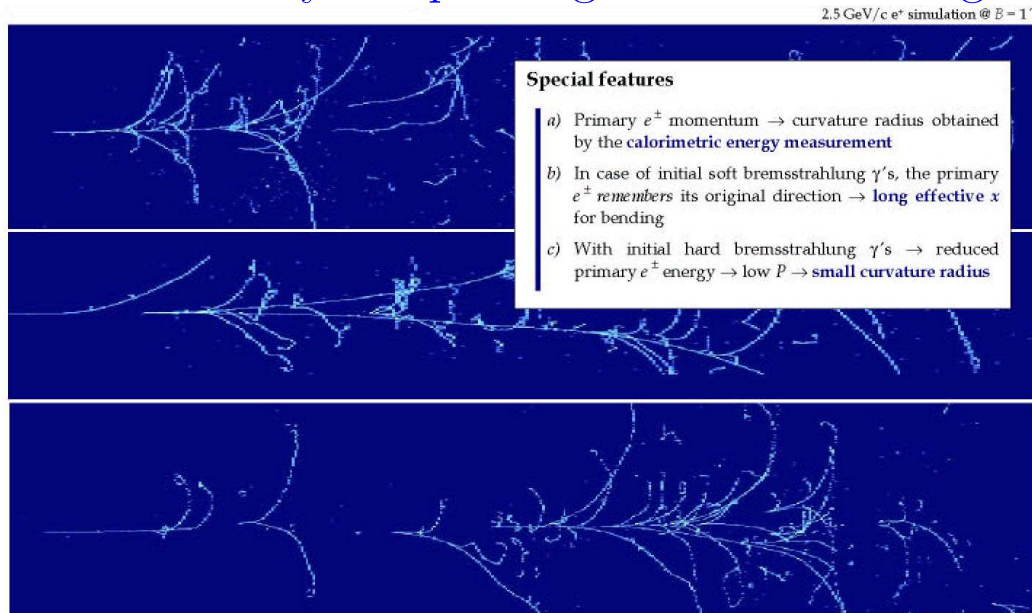 2.5 GeV/c e⁺ simulation @ B = 1
Special features
a) Primary e± momentum → curvature radius obtained
by the calorimetric energy measurement
b) In case of initial soft bremsstrahlung γ's, the primary
e± remembers its original direction → long effective x
for bending
c) With initial hard bremsstrahlung γ's → reduced
primary e± energy → low P → small curvature radius